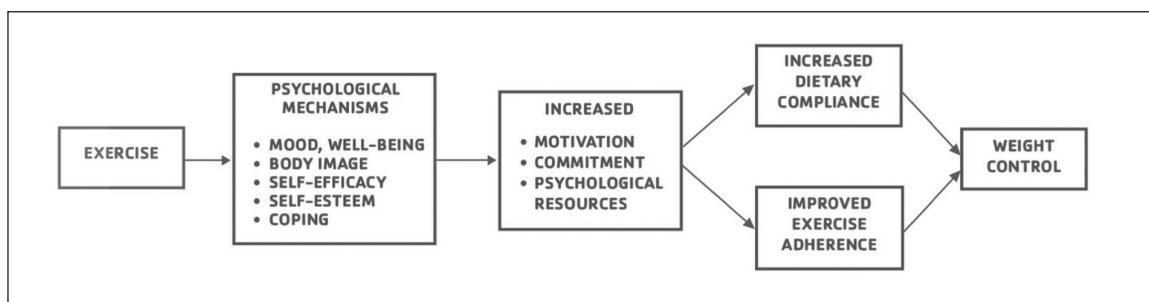 EXERCISE
PSYCHOLOGICAL
MECHANISMS
• MOOD, WELL-BEING
• BODY IMAGE
• SELF-EFFICACY
• SELF-ESTEEM
• COPING
INCREASED
• MOTIVATION
• COMMITMENT
• PSYCHOLOGICAL
RESOURCES
INCREASED
DIETARY
COMPLIANCE
IMPROVED
EXERCISE
ADHERENCE
WEIGHT
CONTROL